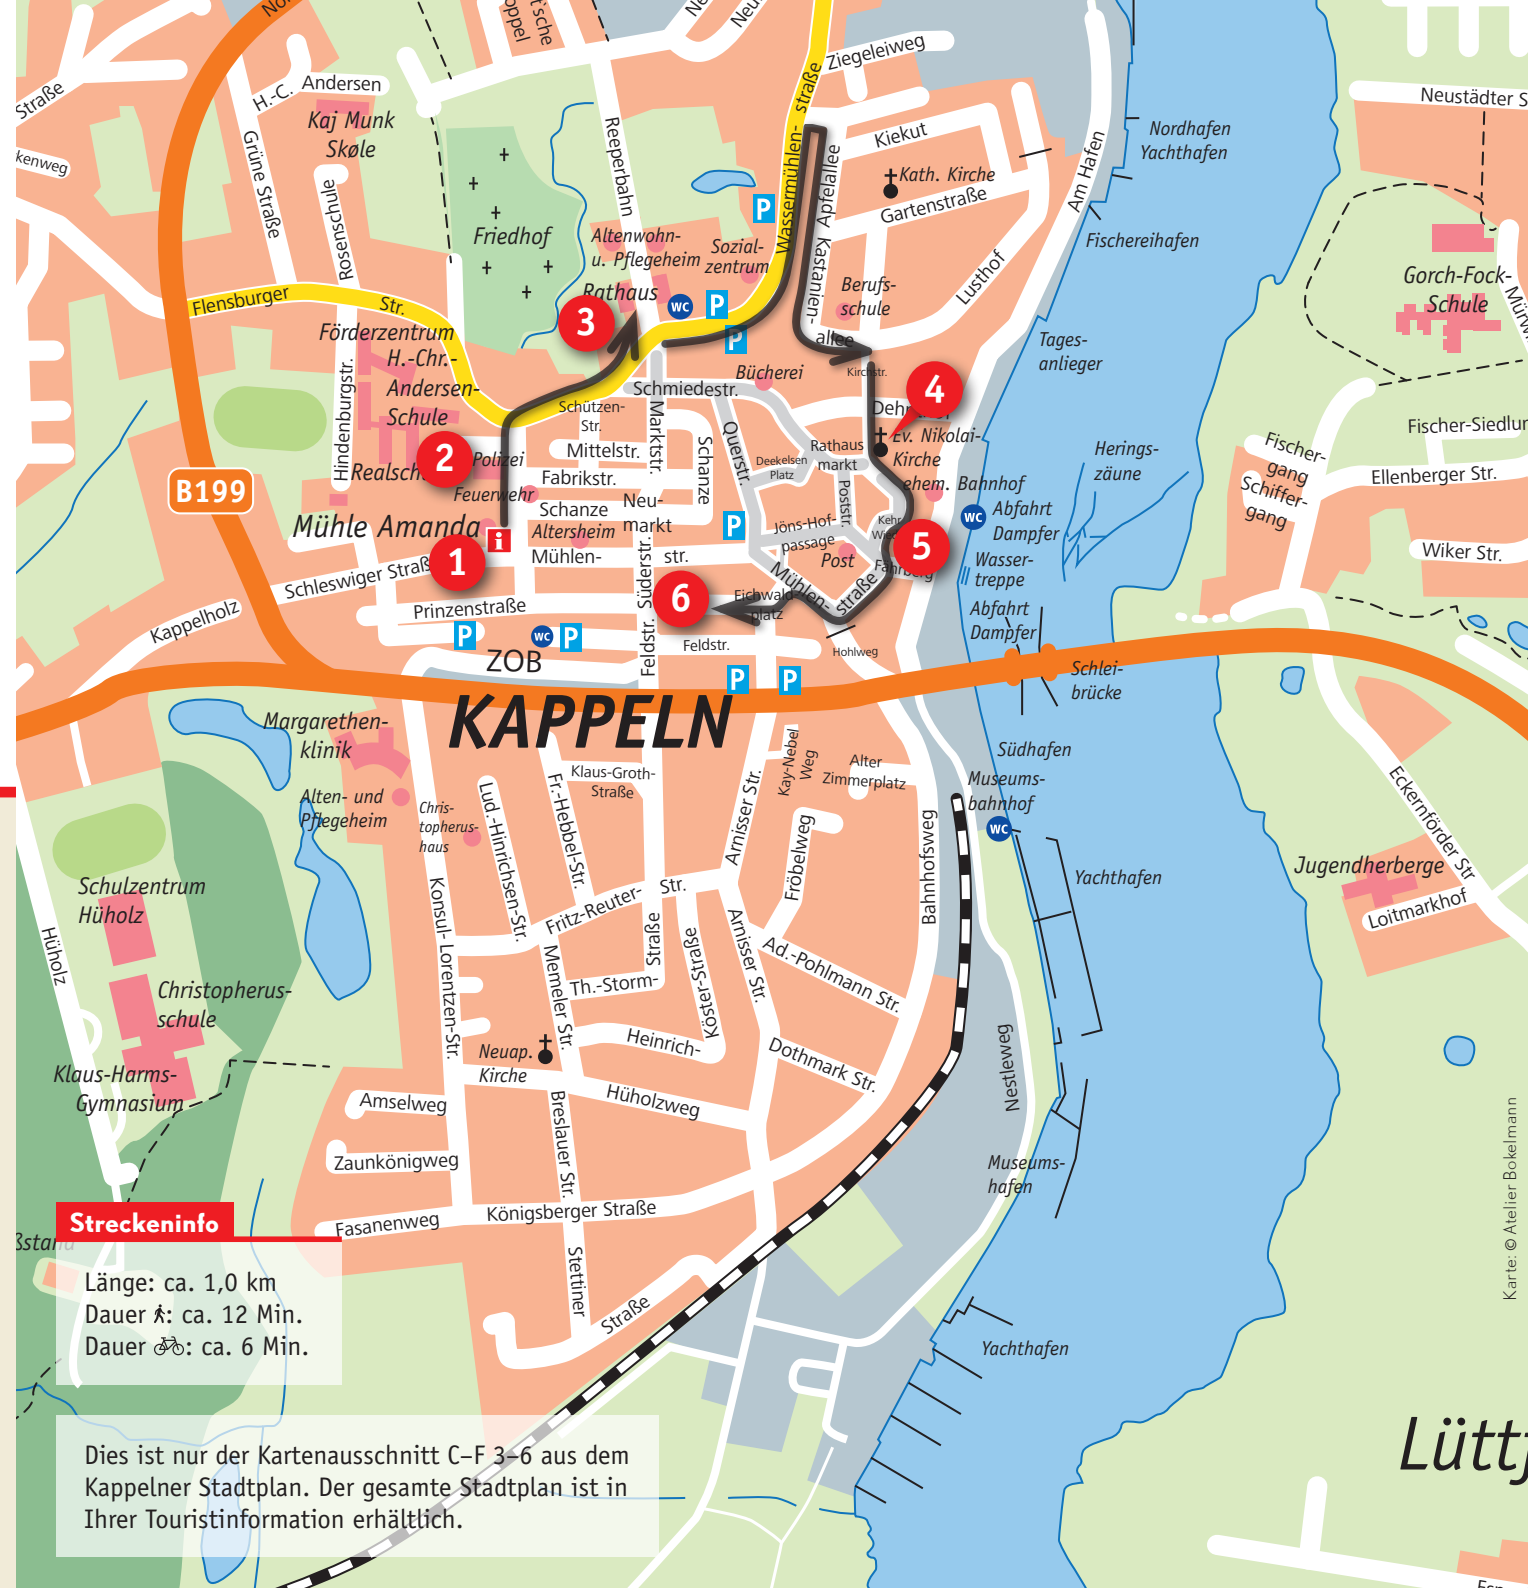 Straße
kenweg
H.-C. Andersen
Kaj Munk
Skøle
Grüne Straße
Rosenschule
Reeperbahn
Friedhof
Altenwohn-
u. Pflegeheim
Sozial-
zentrum
Rathaus
WC
P
P
P
3
Wassermühlen- straße
Ziegeleiweg
Apfelallee
Kiekut
Kath. Kirche
Gartenstraße
Kastanien-
allee
Berufs-
schule
Lusthof
Am Hafen
Nordhafen
Yachthafen
Fischereihafen
Neustädter S
Gorch-Fock-
Schule
Flensburger Str.
Förderzentrum
H.-Chr.-
Andersen-
Schule
Hindenburgstr.
B199
2
Polizei
Feuerwehr
Mühle Amanda
i
1
Schleswiger
Kappelholz
Prinzenstraße
P
WC
P
ZOB
Schützen-
Str.
Mittelstr.
Fabrikstr.
Schanze
Altersheim
Mühlen- str.
Neu-
markt
Marktstr.
Schanze
Süderstr.
Feldstr.
Feldstr.
P
Schmiedestr.
Bücherei
Querstr.
Deekelsen
Platz
Rathaus
markt
Poststr.
Jöns-Hof-
passage
Post
Kirchstr.
4
Ev. Nikolai-
Kirche
ehem. Bahnhof
5
Mühlen-
straße
6
Eichwald-
platz
Hohlweg
P
P
Tages-
anlieger
Herings-
zäune
WC
Abfahrt
Dampfer
Wasser-
treppe
Abfahrt
Dampfer
Schlei-
brücke
Fischer-
gang
Schiffer-
gang
Fischer-Siedlun
Ellenberger Str.
Wiker Str.
KAPPELN
Margarethen-
klinik
Alten- und
Pflegeheim
Chris-
topherus-
haus
Klaus-Groth-
Straße
Fr.-Hebbel-Str.
Lud.-Hinrichsen-Str.
Arnisser Str.
Kay-Nebel
Weg
Alter
Zimmerplatz
Fröbelweg
Bahnhofsweg
Südhafen
Museums-
bahnhof
WC
Yachthafen
Eckernförder Str
Jugendherberge
Loitmarkhof
Schulzentrum
Hüholz
Hüholz
Christopherus-
schule
Klaus-Harms-
Gymnasium
Konsul- Lorentzen-Str.
Fritz-Reuter- Str.
Memeler Str.
Th.-Storm-
Straße
Köster-Straße
Heinrich-
Arnisser Str.
Ad.-Pohlmann Str.
Dothmark Str.
Neuap.
Kirche
Hüholzweg
Breslauer Str.
Amselweg
Zaunkönigweg
Fasanenweg
Königsberger Straße
Stettiner
Straße
Nestleweg
Museums-
hafen
Yachthafen
Streckeninfo
Länge: ca. 1,0 km
Dauer : ca. 12 Min.
Dauer : ca. 6 Min.
Dies ist nur der Kartenausschnitt C–F 3–6 aus dem
Kappelner Stadtplan. Der gesamte Stadtplan ist in
Ihrer Touristinformation erhältlich.
Karte: © Atelier Bokelmann